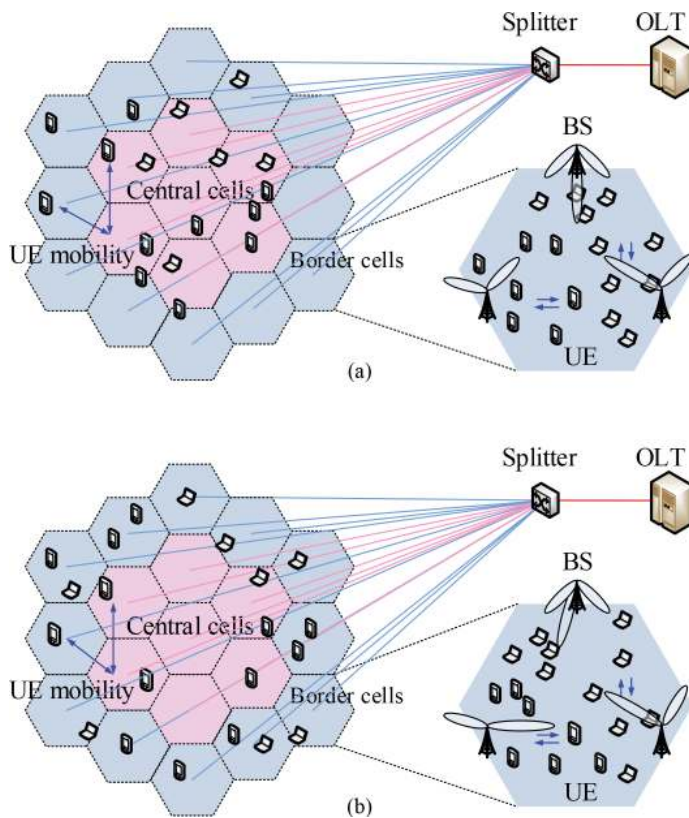 Splitter
OLT
BS
Central cells
UE mobility
Border cells
UE
(a)
Splitter
OLT
BS
Central cells
UE mobility
Border cells
UE
(b)